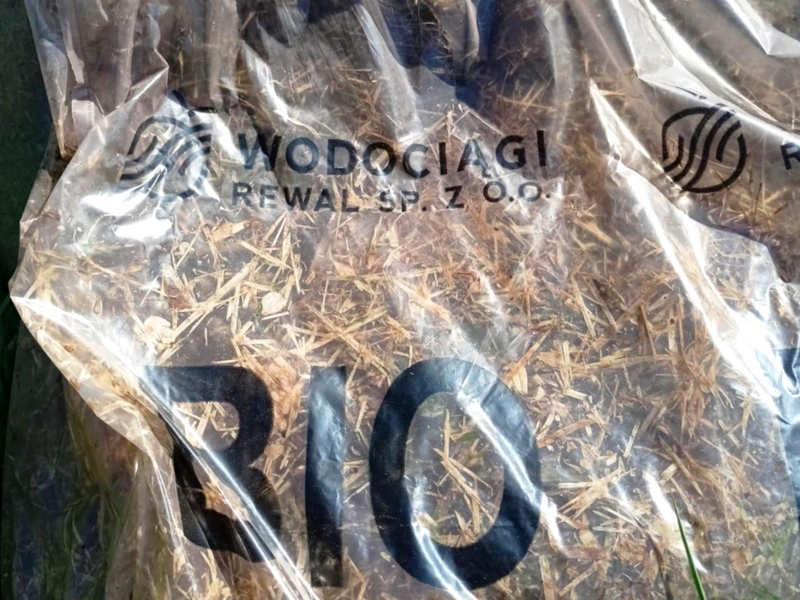 WODOCIĄGI
REWAL SP. Z O.O.
R
BIO